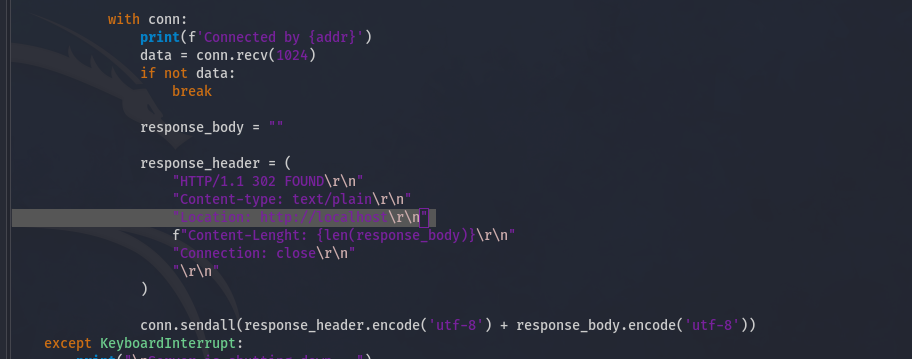 with conn:
print(f'Connected by {addr}')
data = conn.recv(1024)
if not data:
break
response_body = ""
response_header = (
"HTTP/1.1 302 FOUND\r\n"
"Content-type: text/plain\r\n"
"Location: http://localhost\r\n"
f"Content-Lenght: {len(response_body)}\r\n"
"Connection: close\r\n"
"\r\n"
)
conn.sendall(response_header.encode('utf-8') + response_body.encode('utf-8'))
except KeyboardInterrupt: